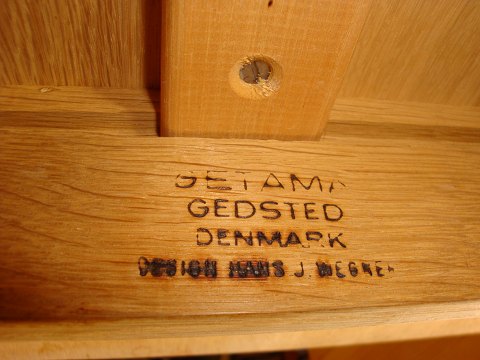 GETAMA
GEDSTED
DENMARK
DESIGN HANS J. WEGNER